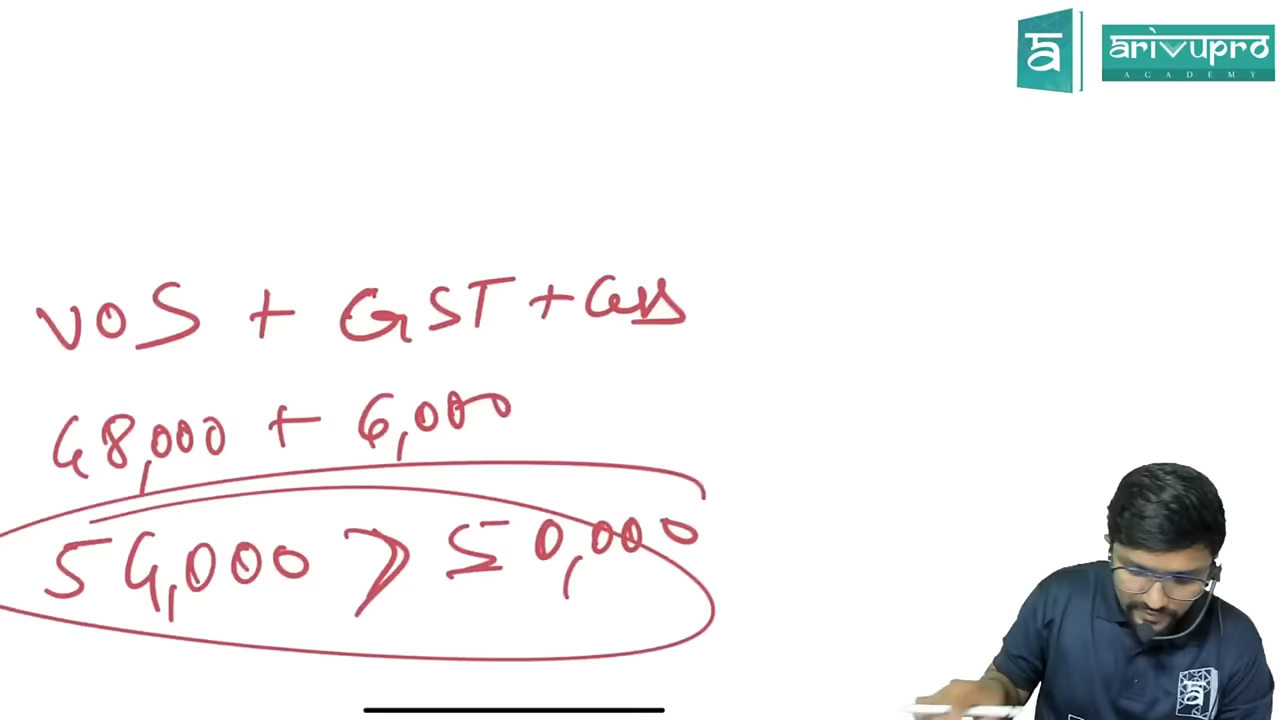 ā
arivupro
ACADEMY
VOS + GST + Cess
48,000 + 6,000
54,000 > 50,000